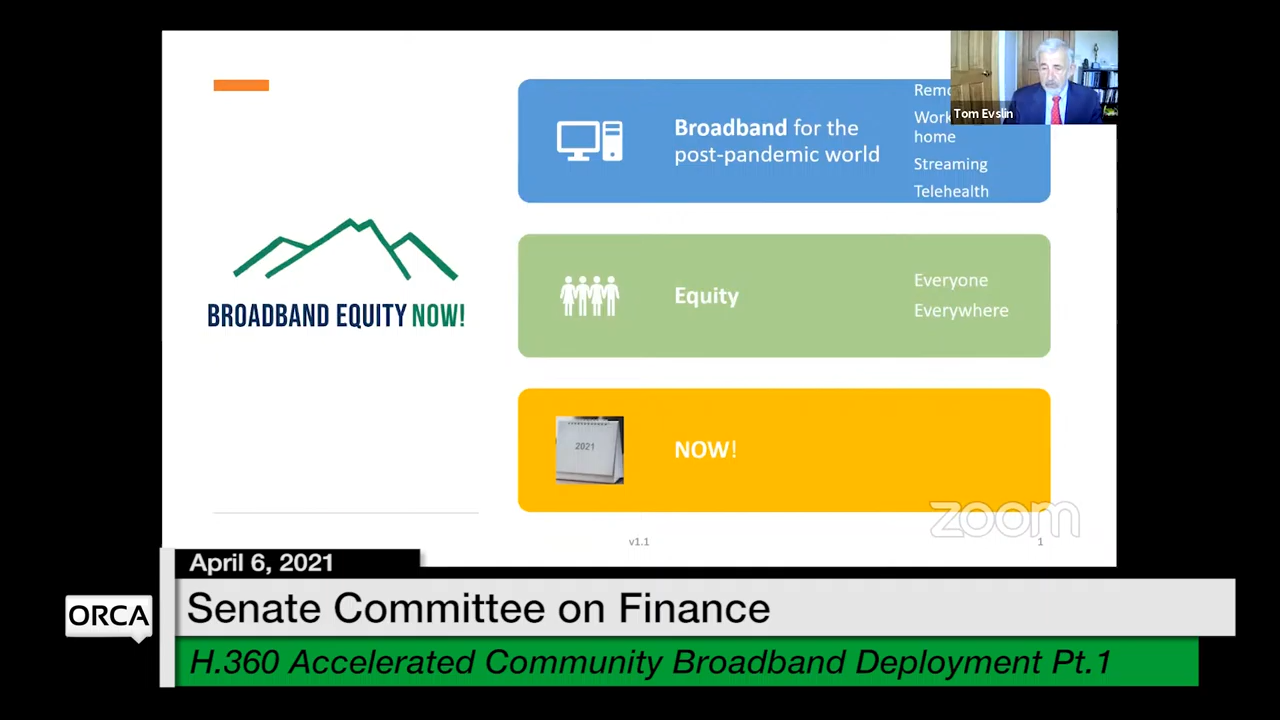 Broadband for the
post-pandemic world
Work
home
Streaming
Telehealth
Tom Evslin
BROADBAND EQUITY NOW!
Equity
Everyone
Everywhere
2021
NOW!
zoom
v1.1
1
April 6, 2021
ORCA
Senate Committee on Finance
H.360 Accelerated Community Broadband Deployment Pt.1